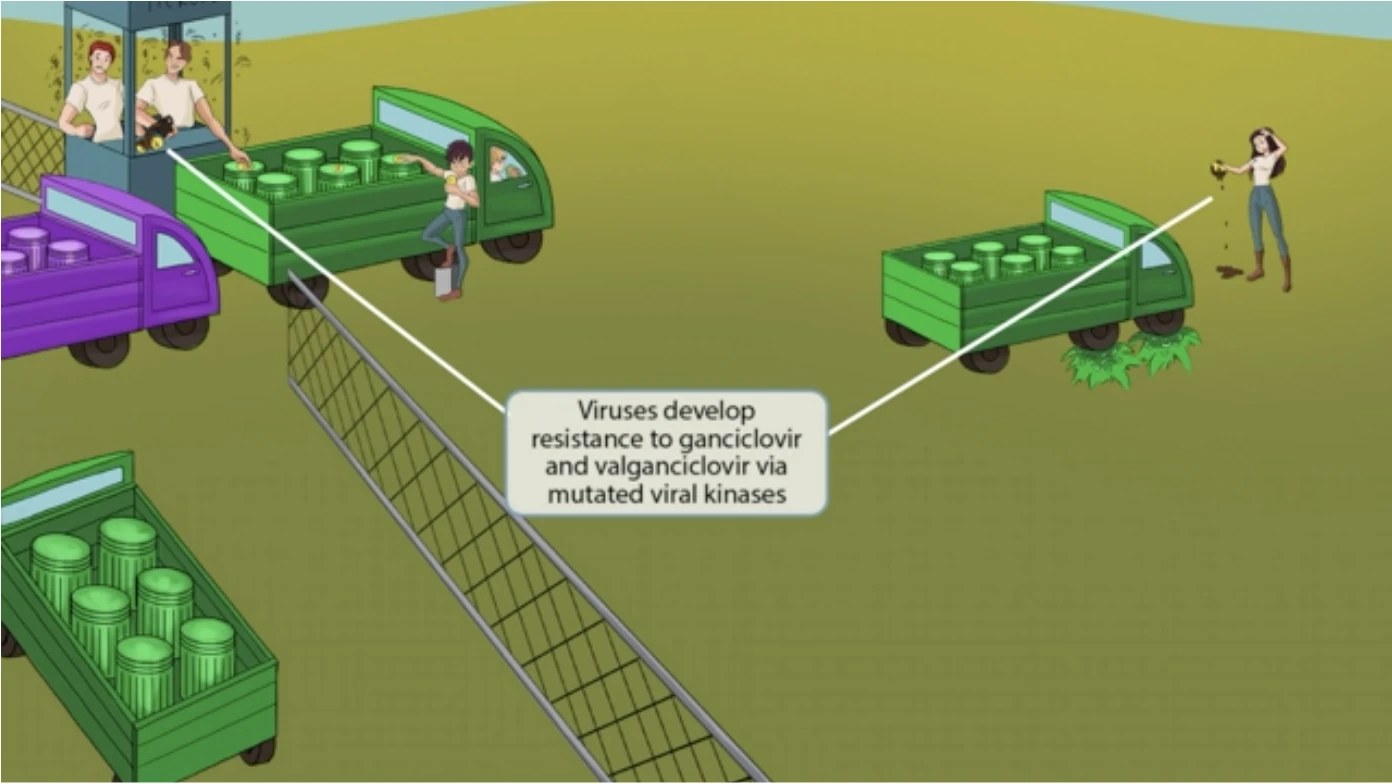 Viruses develop
resistance to ganciclovir
and valganciclovir via
mutated viral kinases